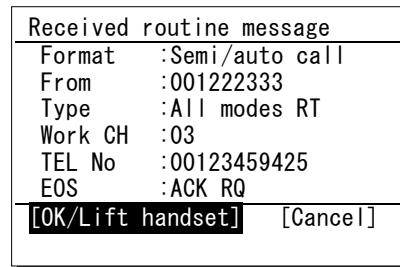 Received routine message
Format :Semi/auto call
From :001222333
Type :All modes RT
Work CH :03
TEL No :00123459425
EOS :ACK RQ
[OK/Lift handset] [Cancel]